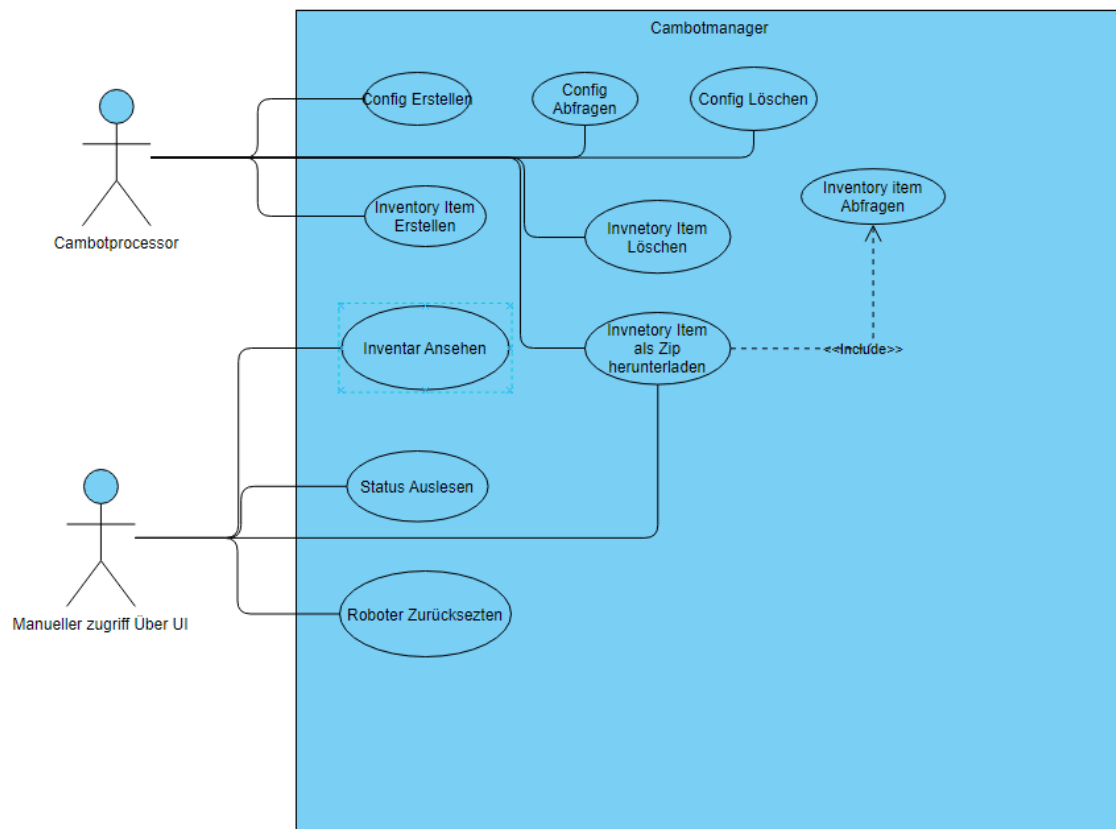 Cambotmanager
Config Erstellen
Config
Abfragen
Config Löschen
Inventory item
Abfragen
Inventory Item
Erstellen
Invnetory Item
Löschen
Cambotprocessor
Inventar Ansehen
Invnetory Item
als Zip
herunterladen
<<Include>>
Status Auslesen
Roboter Zurücksezten
Manueller zugriff Über UI